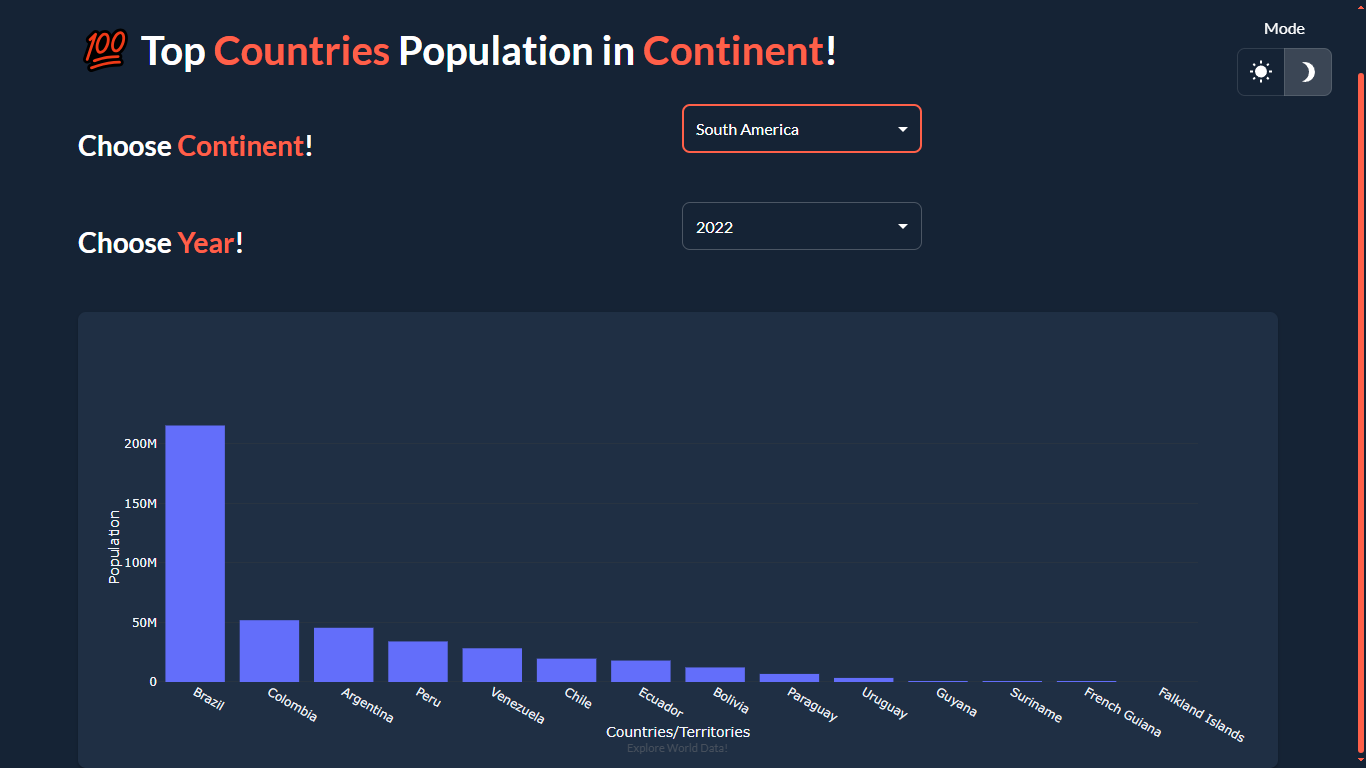 Mode
💯 Top Countries Population in Continent!
Choose Continent!
South America
Choose Year!
2022
Population
200M
150M
100M
50M
0
Brazil
Colombia
Argentina
Peru
Venezuela
Chile
Ecuador
Bolivia
Paraguay
Uruguay
Guyana
Suriname
French Guiana
Falkland Islands
Countries/Territories
Explore World Data!